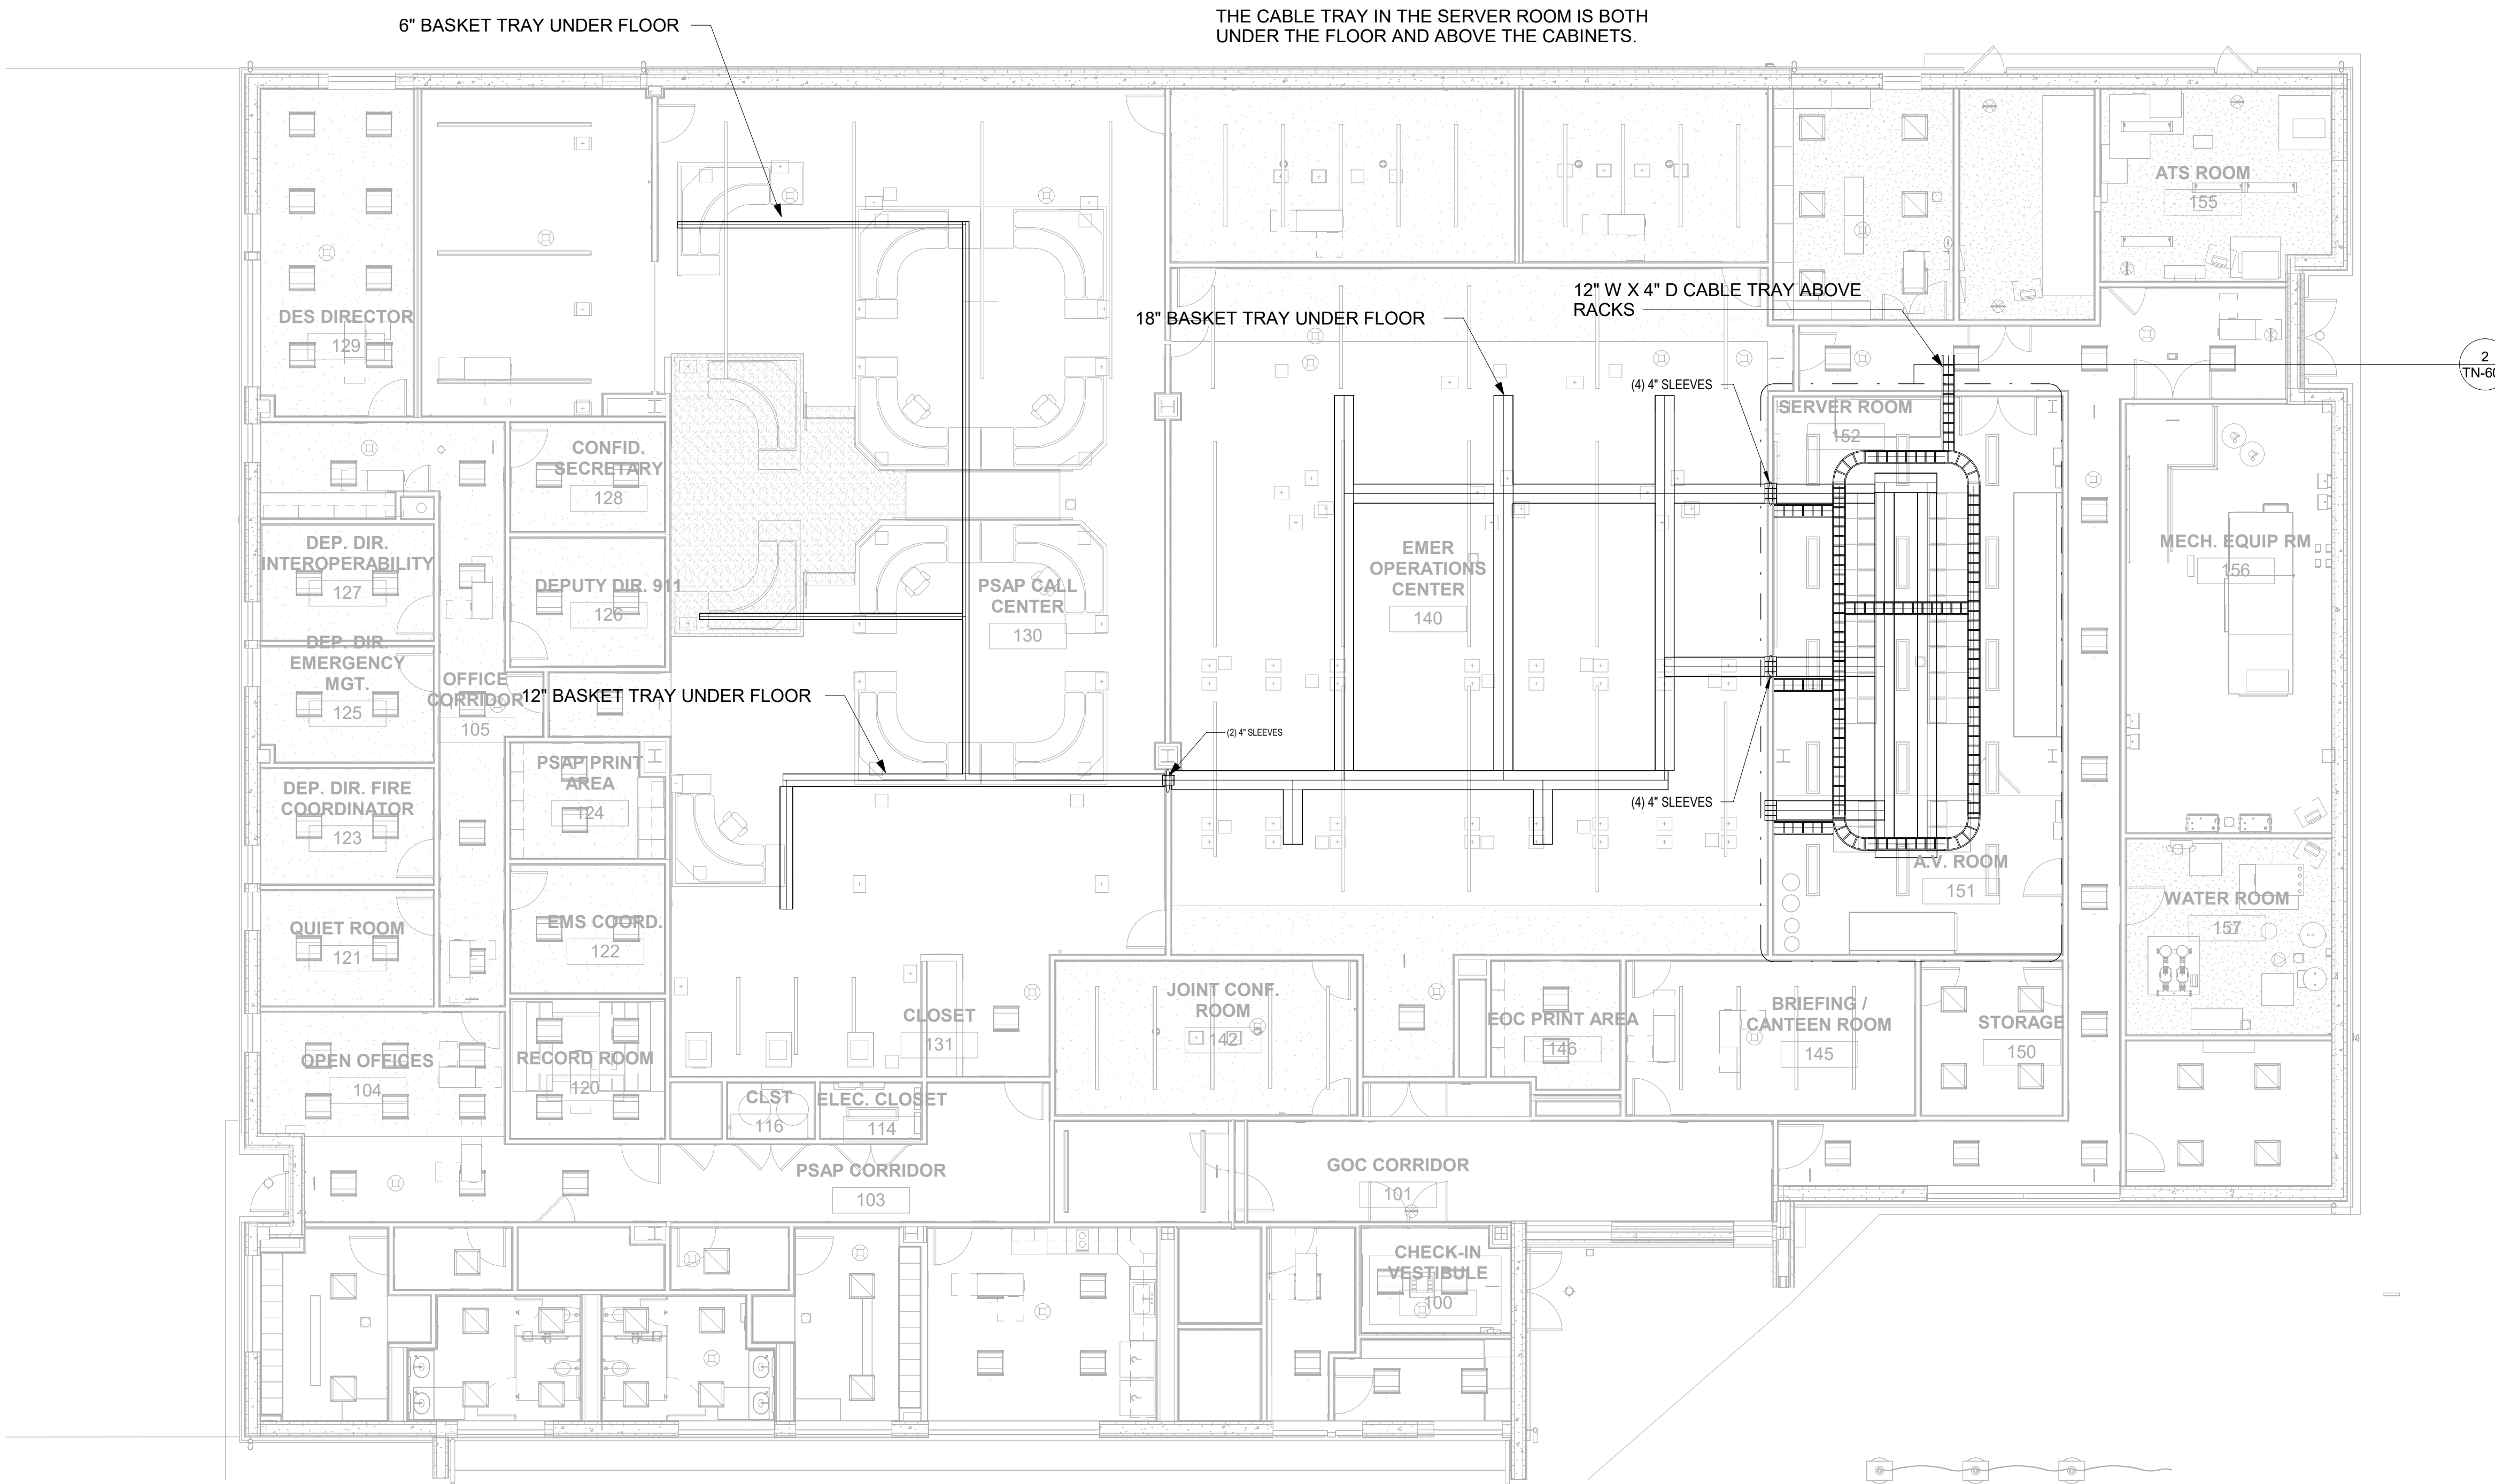 6" BASKET TRAY UNDER FLOOR
THE CABLE TRAY IN THE SERVER ROOM IS BOTH
UNDER THE FLOOR AND ABOVE THE CABINETS.
ATS ROOM
155
12" W X 4" D CABLE TRAY ABOVE
RACKS
18" BASKET TRAY UNDER FLOOR
DES DIRECTOR
129
2
(4) 4" SLEEVES
SERVER ROOM
152
CONFID.
SECRETARY
128
DEP. DIR.
INTEROPERABILITY
127
DEPUTY DIR. 911
126
PSAP CALL
CENTER
130
EMER
OPERATIONS
CENTER
140
MECH. EQUIP RM
156
DEP. DIR.
EMERGENCY
MGT.
125
OFFICE
CORRIDOR
105
12" BASKET TRAY UNDER FLOOR
(2) 4" SLEEVES
PSAP PRINT
AREA
124
DEP. DIR. FIRE
COORDINATOR
123
(4) 4" SLEEVES
A.V. ROOM
151
WATER ROOM
157
QUIET ROOM
121
EMS COORD.
122
JOINT CONF.
ROOM
142
CLOSET
131
EOC PRINT AREA
146
BRIEFING /
CANTEEN ROOM
145
STORAGE
150
OPEN OFFICES
104
RECORD ROOM
120
CLST
116
ELEC. CLOSET
114
PSAP CORRIDOR
103
GOC CORRIDOR
101
CHECK-IN
VESTIBULE
100
? 
?